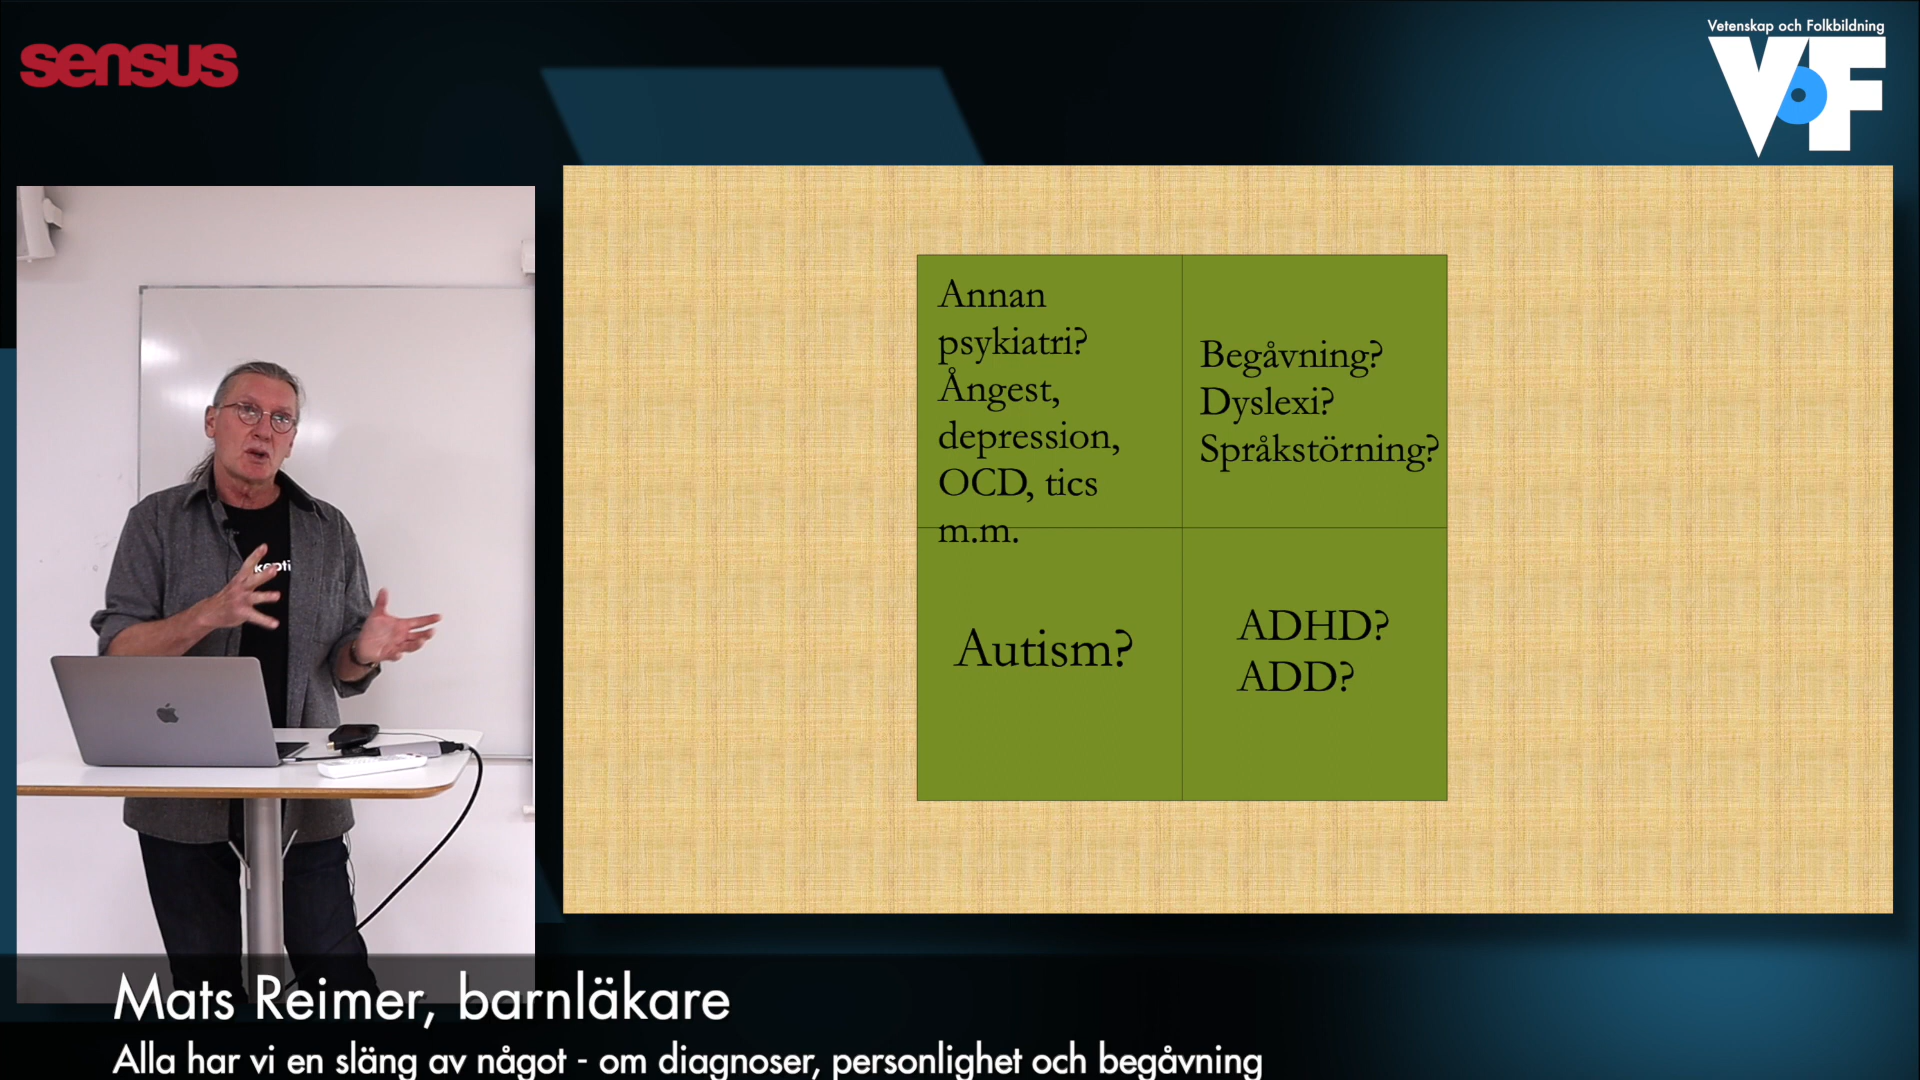 sensus
Vetenskap och Folkbildning
VoF
Annan
psykiatri?
Ångest,
depression,
OCD, tics
m.m.
Begåvning?
Dyslexi?
Språkstörning?
Autism?
ADHD?
ADD?
kepti
Mats Reimer, barnläkare
Alla har vi en släng av något - om diagnoser, personlighet och begåvning